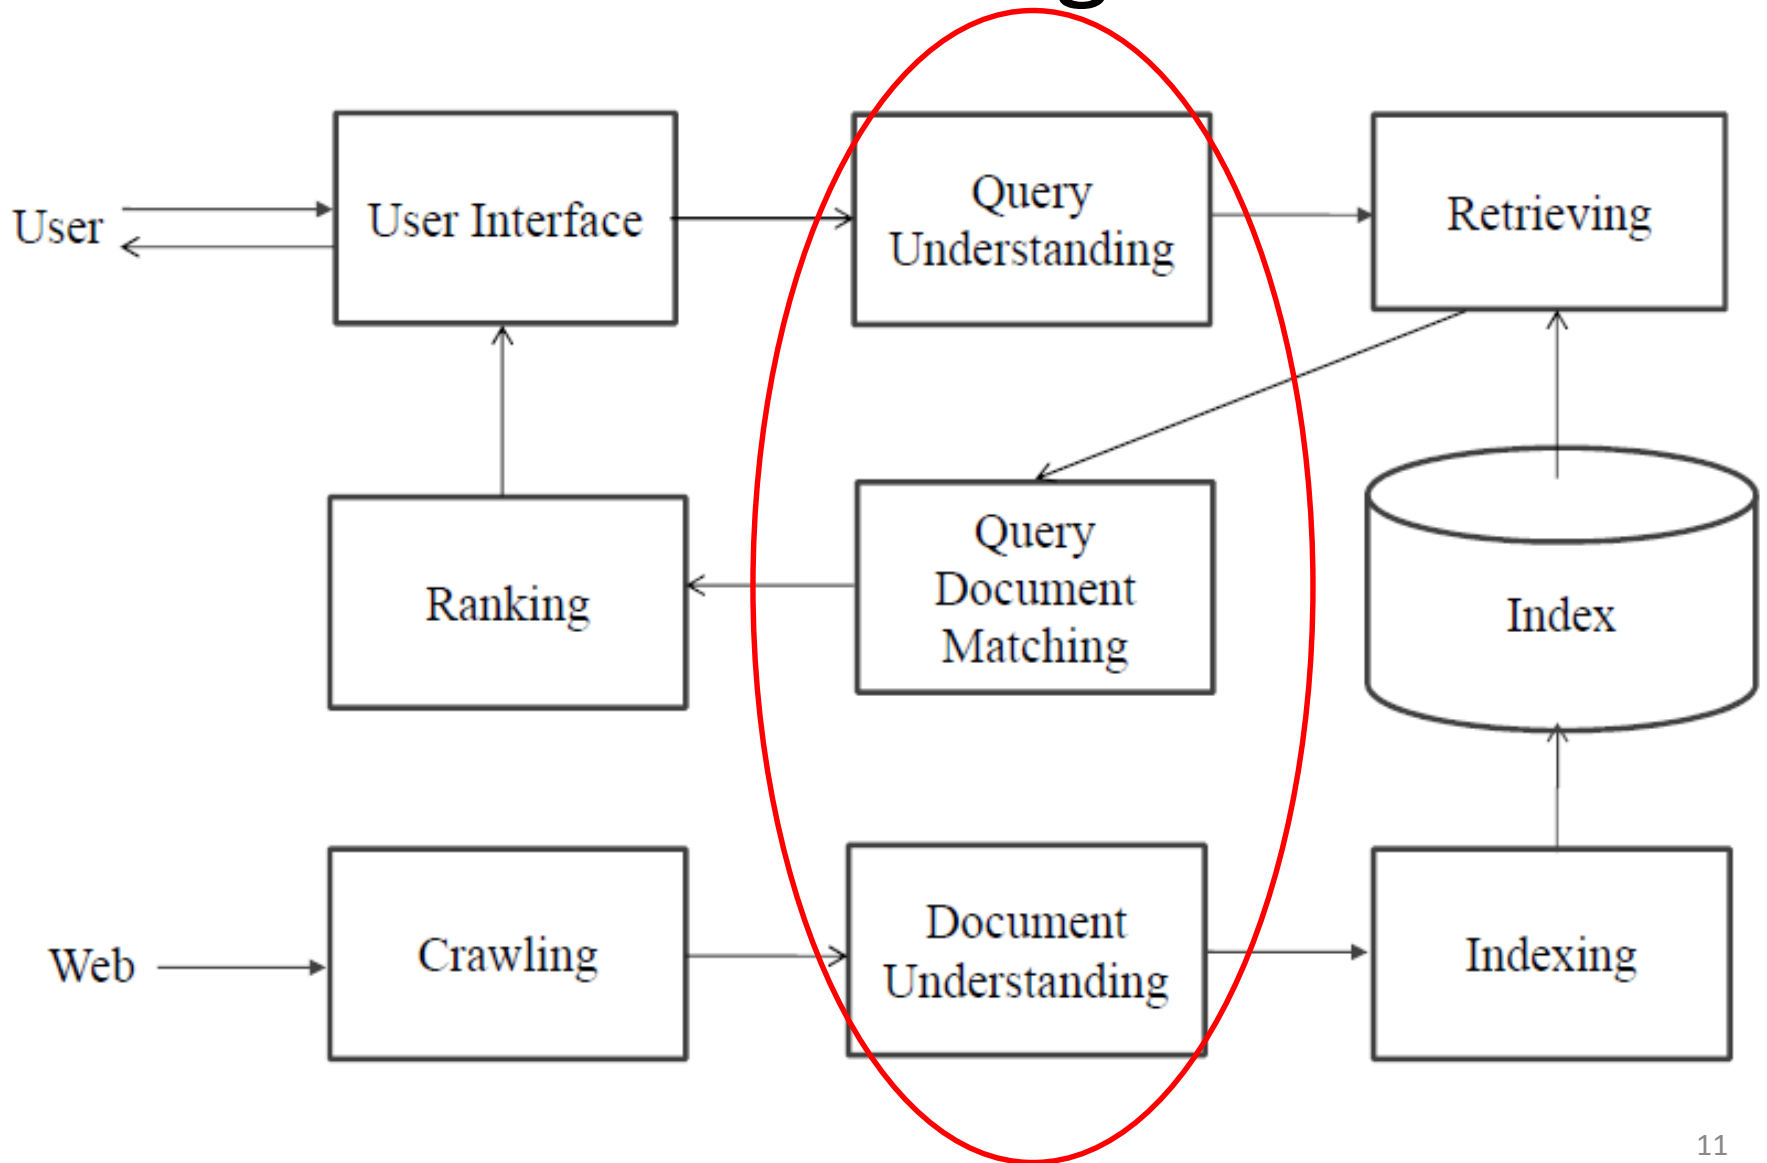 User
User Interface
Query
Understanding
Retrieving
Ranking
Query
Document
Matching
Index
Web
Crawling
Document
Understanding
Indexing
11